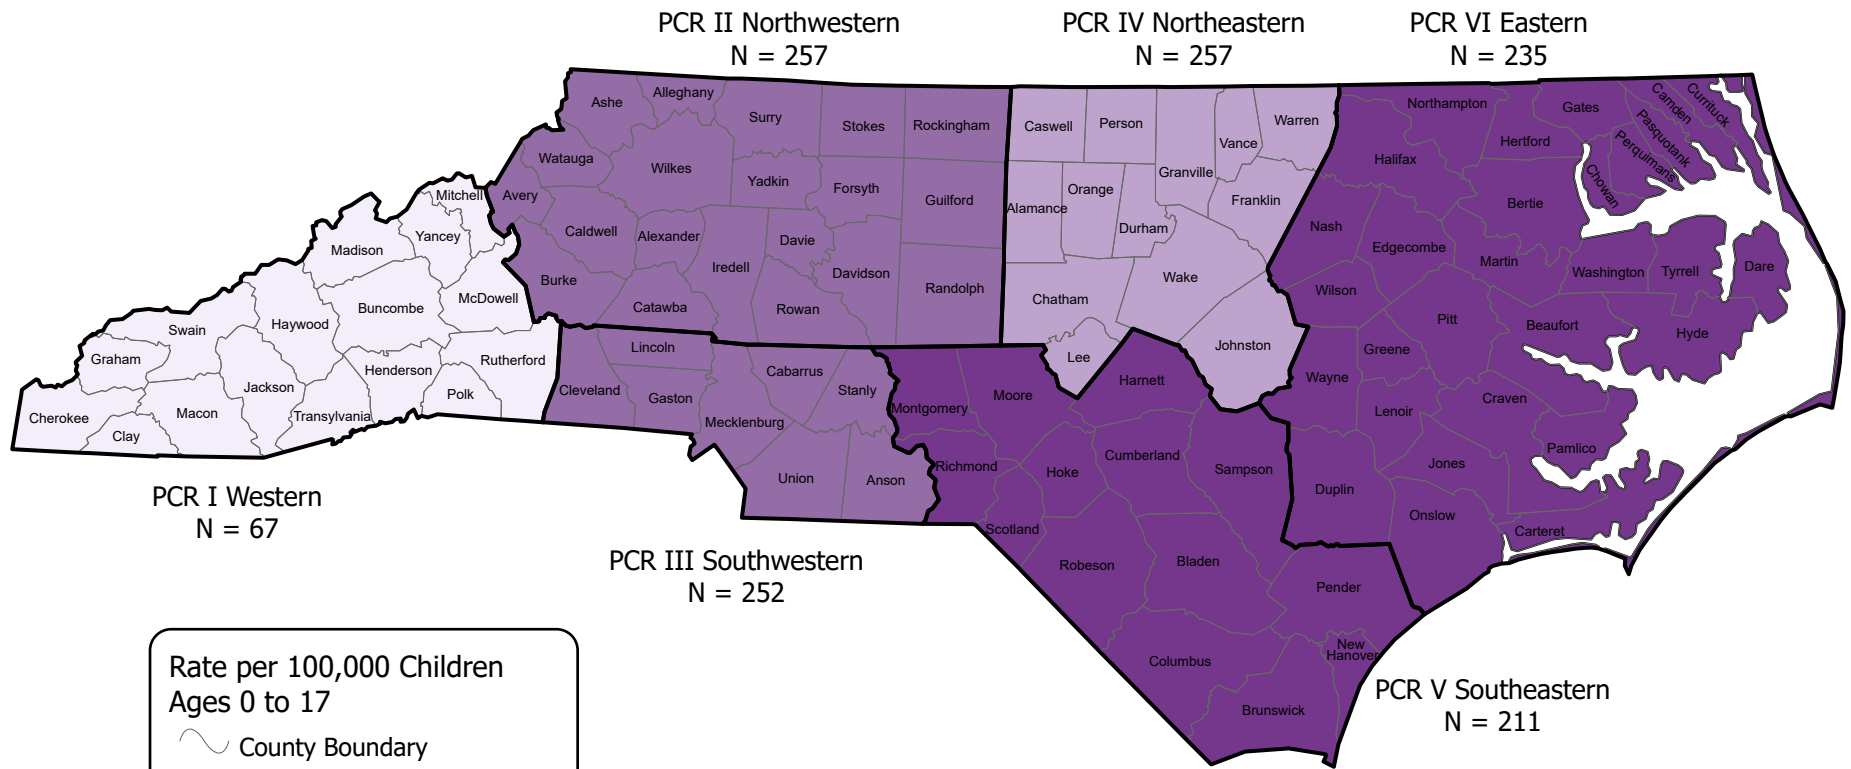 PCR II Northwestern
N = 257
PCR IV Northeastern
N = 257
PCR VI Eastern
N = 235
Ashe
Alleghany
Surry
Stokes
Rockingham
Watauga
Wilkes
Yadkin
Forsyth
Guilford
Avery
Caldwell
Alexander
Iredell
Davie
Davidson
Randolph
Burke
Catawba
Rowan
Caswell
Person
Granville
Vance
Warren
Alamance
Orange
Durham
Franklin
Wake
Chatham
Lee
Johnston
Northampton
Gates
Camden
Currituck
Pasquotank
Perquimans
Chowan
Hertford
Halifax
Bertie
Nash
Edgecombe
Martin
Washington
Tyrrell
Dare
Wilson
Pitt
Beaufort
Hyde
Greene
Wayne
Lenoir
Craven
Pamlico
Jones
Duplin
Onslow
Carteret
Mitchell
Yancey
Madison
McDowell
Buncombe
Haywood
Swain
Graham
Rutherford
Henderson
Polk
Jackson
Transylvania
Macon
Cherokee
Clay
Lincoln
Cleveland
Gaston
Cabarrus
Stanly
Mecklenburg
Union
Anson
Montgomery
Moore
Harnett
Richmond
Hoke
Cumberland
Sampson
Scotland
Robeson
Bladen
Pender
New
Hanover
Columbus
Brunswick
PCR I Western
N = 67
PCR III Southwestern
N = 252
PCR V Southeastern
N = 211
Rate per 100,000 Children
Ages 0 to 17
County Boundary